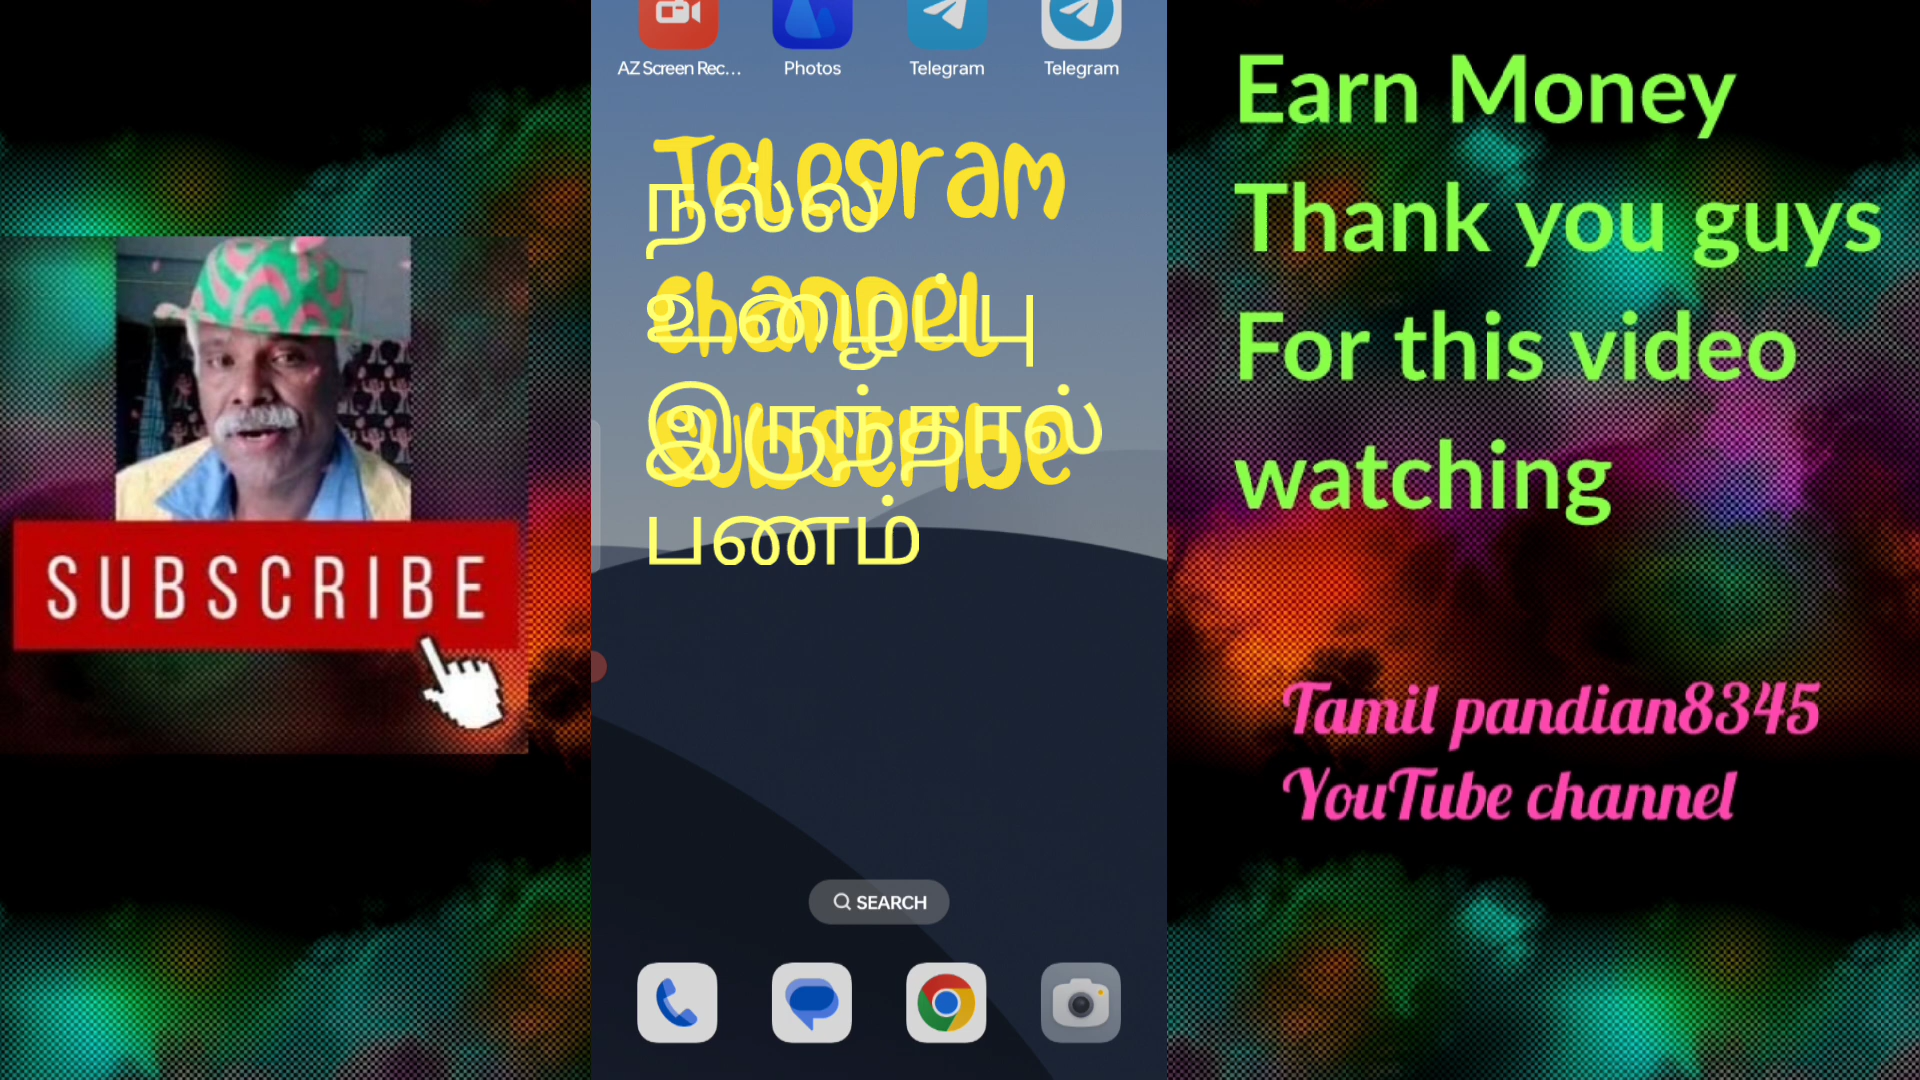 SUBSCRIBE
AZ Screen Rec...
Photos
Telegram
Telegram
Telegram
channel
subscribe
நல்ல
உழைப்பு
இருந்தால்
பணம்
SEARCH
Earn Money
Thank you guys
For this video
watching
Tamil pandian8345
YouTube channel